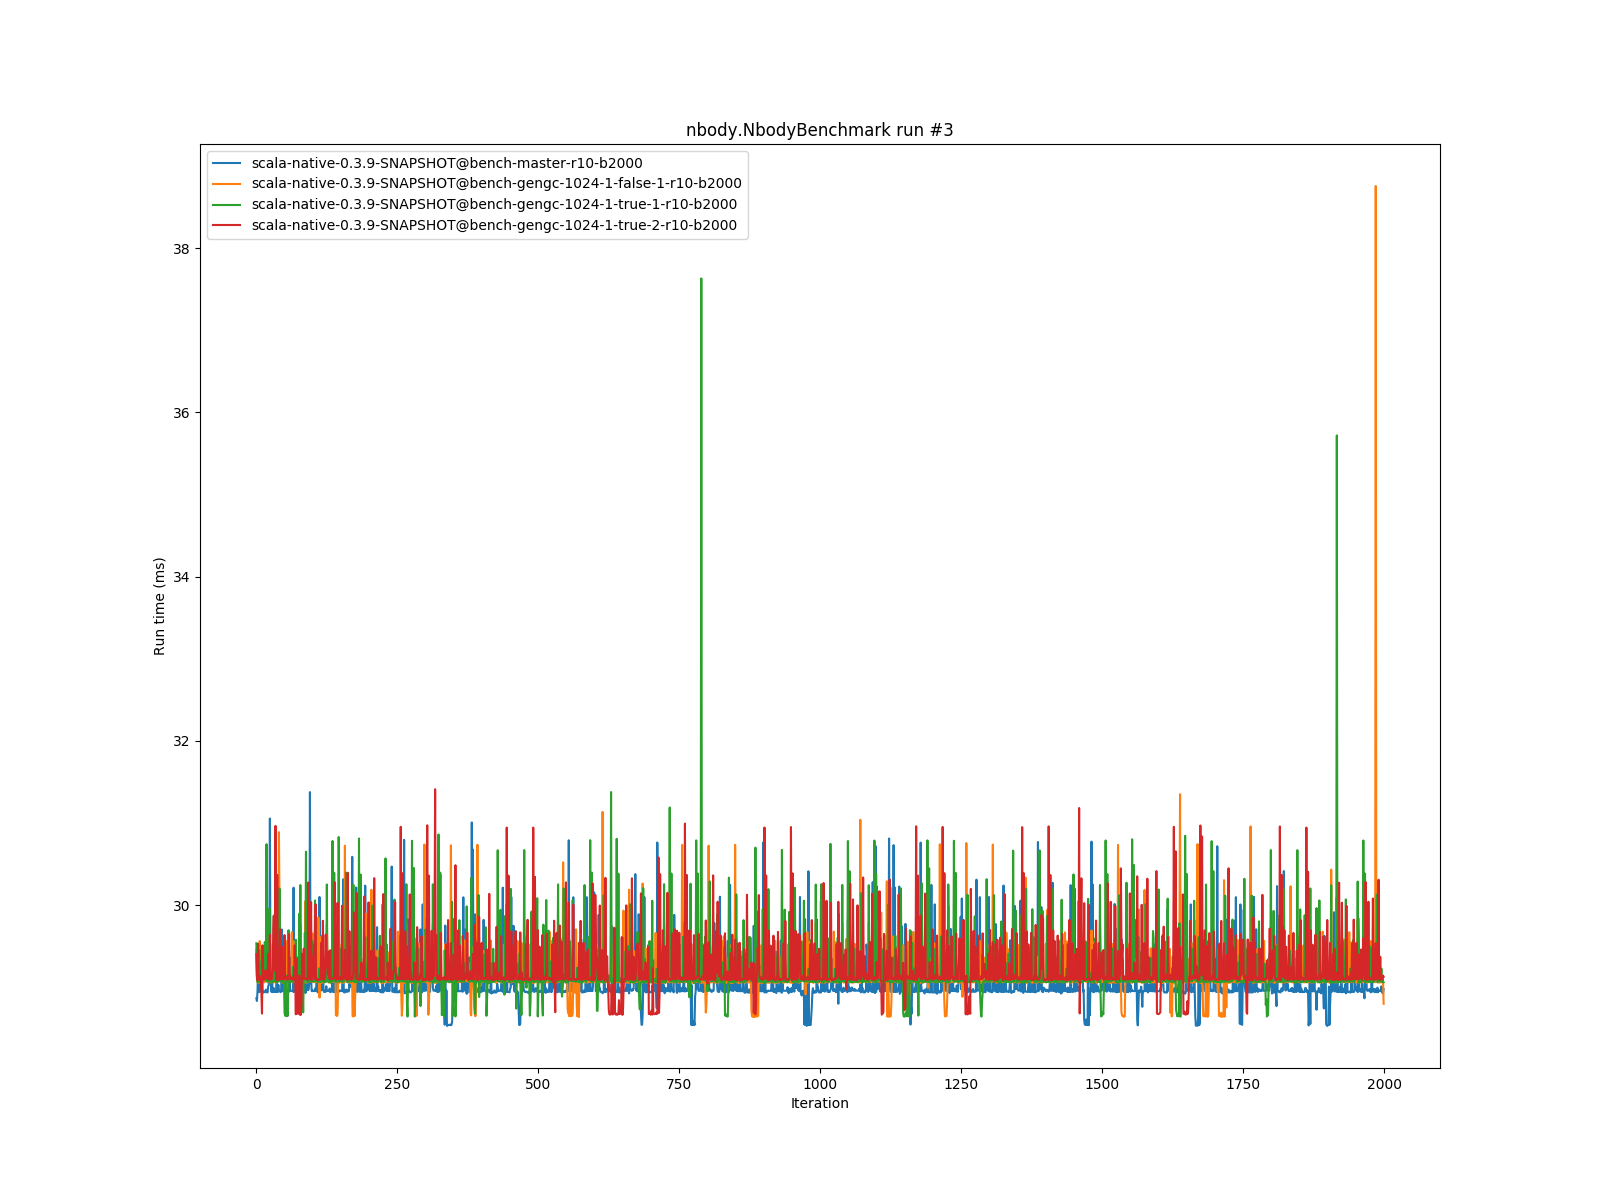 nbody.NbodyBenchmark run #3
scala-native-0.3.9-SNAPSHOT@bench-master-r10-b2000
scala-native-0.3.9-SNAPSHOT@bench-gengc-1024-1-false-1-r10-b2000
scala-native-0.3.9-SNAPSHOT@bench-gengc-1024-1-true-1-r10-b2000
scala-native-0.3.9-SNAPSHOT@bench-gengc-1024-1-true-2-r10-b2000
38
36
34
32
30
Run time (ms)
0 250 500 750 1000 1250 1500 1750 2000
Iteration